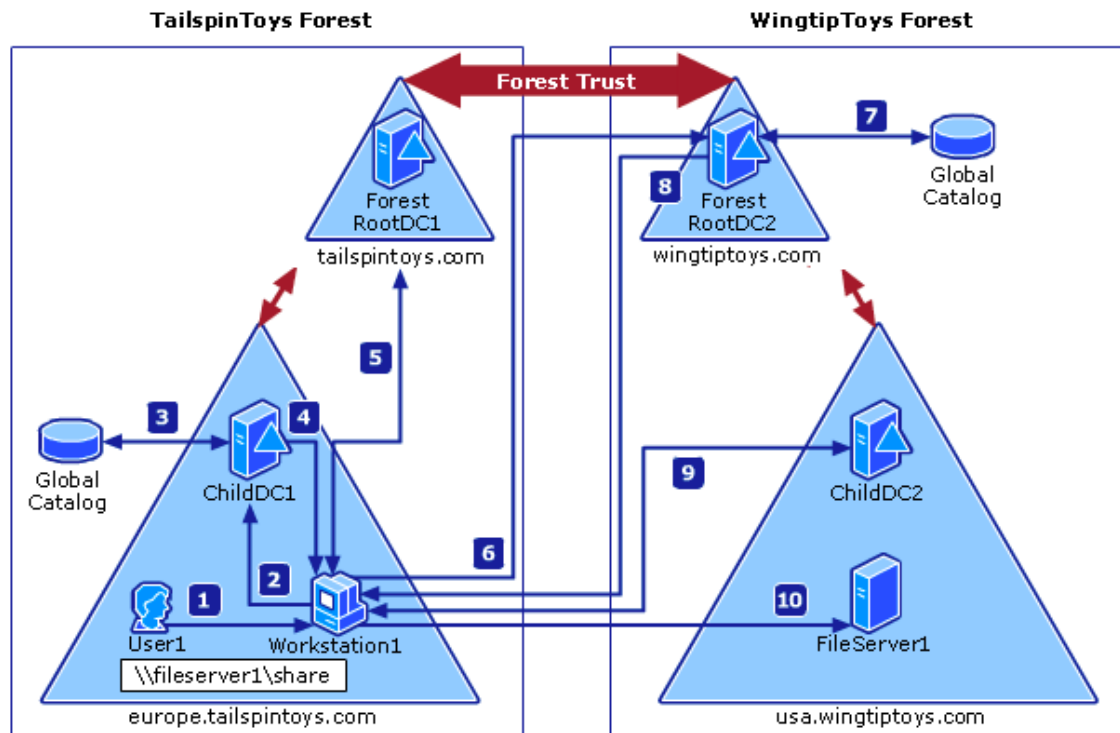 TailspinToys Forest
WingtipToys Forest
Forest Trust
7
8
Forest
RootDC1
Forest
RootDC2
Global
Catalog
tailspintoys.com
wingtiptoys.com
5
3
4
9
Global
Catalog
ChildDC1
ChildDC2
6
2
1
10
User1
Workstation1
FileServer1
\\fileserver1\share
europe.tailspintoys.com
usa.wingtiptoys.com